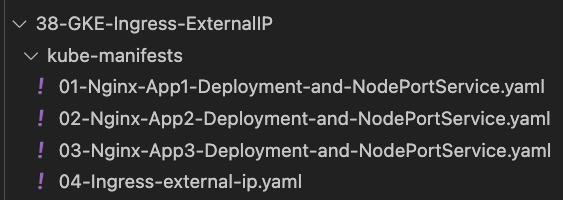 38-GKE-Ingress-ExternalIP
kube-manifests
! 01-Nginx-App1-Deployment-and-NodePortService.yaml
! 02-Nginx-App2-Deployment-and-NodePortService.yaml
! 03-Nginx-App3-Deployment-and-NodePortService.yaml
! 04-Ingress-external-ip.yaml